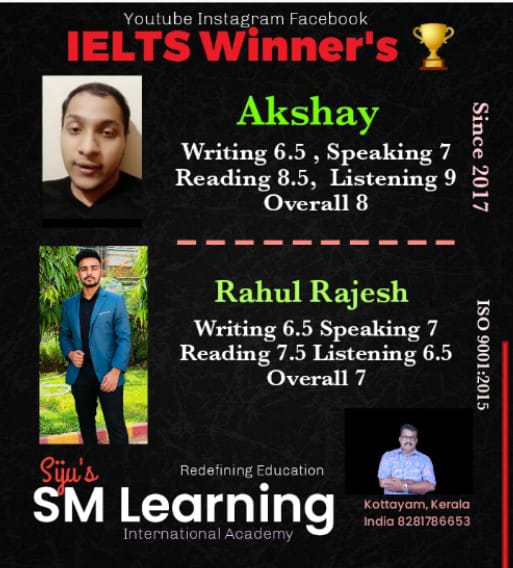 Youtube Instagram Facebook
IELTS Winner's
Akshay
Writing 6.5 , Speaking 7
Reading 8.5, Listening 9
Overall 8
Since 2017
Rahul Rajesh
Writing 6.5 Speaking 7
Reading 7.5 Listening 6.5
Overall 7
ISO 9001:2015
Siju's
Redefining Education
SM Learning
International Academy
Kottayam, Kerala
India 8281786653